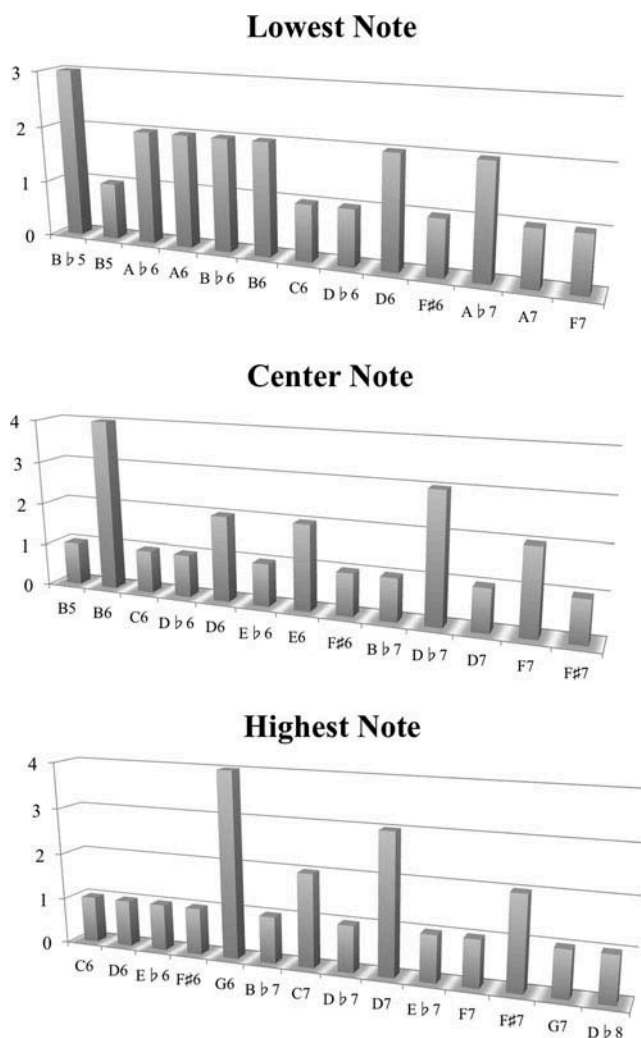 Lowest Note
3
2
1
0
B♭5 B5 A♭6 A6 B♭6 B6 C6 D♭6 D6 F♯6 A♭7 A7 F7
Center Note
4
3
2
1
0
B5 B6 C6 D♭6 D6 E♭6 E6 F♯6 B♭7 D♭7 D7 F7 F♯7
Highest Note
4
3
2
1
0
C6 D6 E♭6 F♯6 G6 B♭7 C7 D♭7 D7 E♭7 F7 F♯7 G7 D♭8